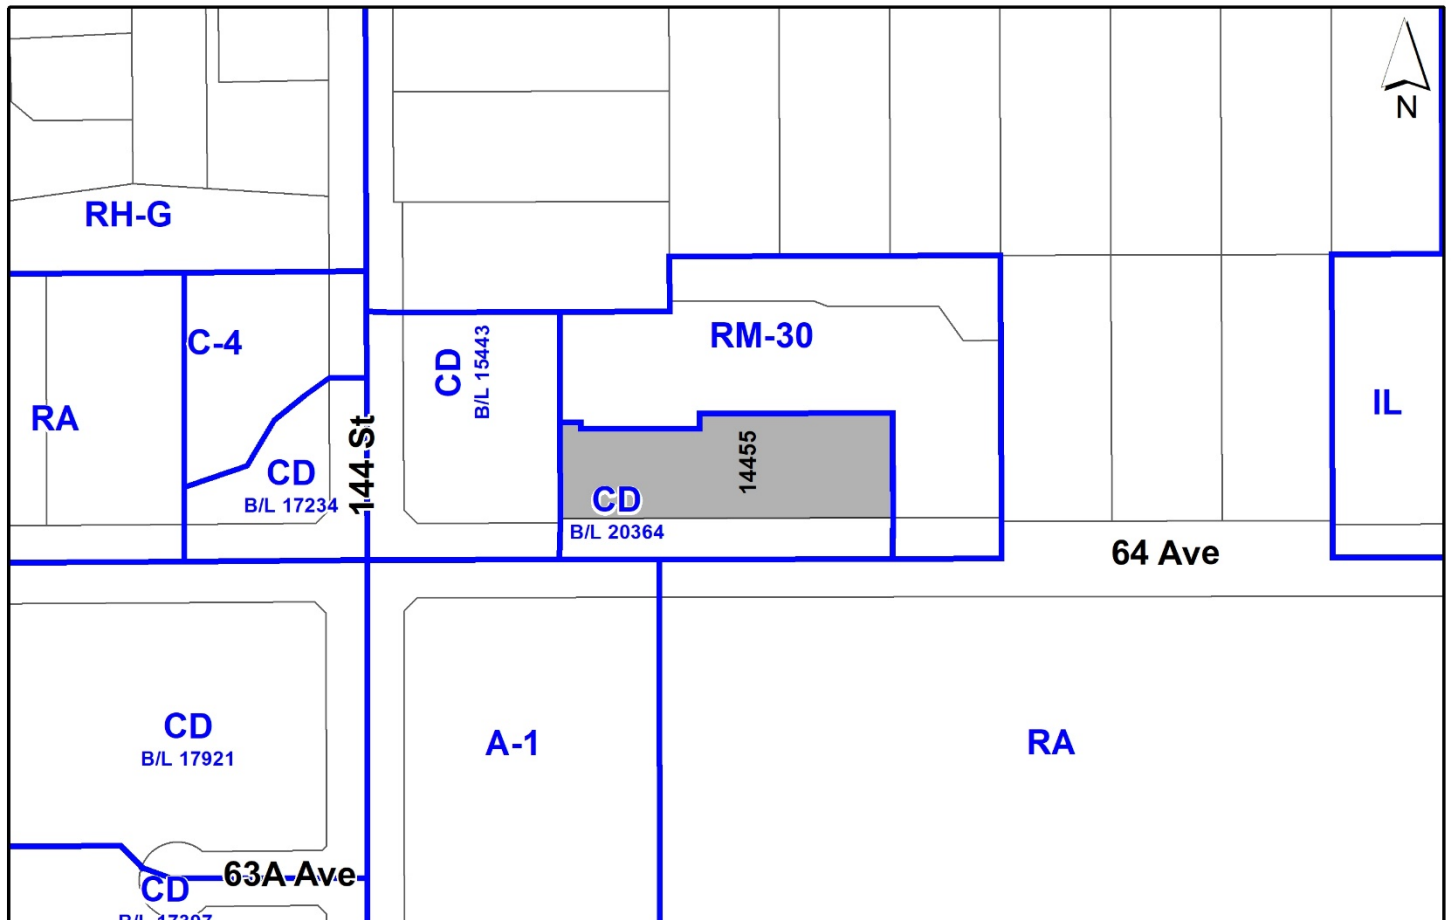 N
RH-G
C-4
RA
CD
B/L 15443
RM-30
IL
CD
B/L 17234
144 St
14455
CD
B/L 20364
64 Ave
CD
B/L 17921
A-1
RA
63A Ave
CD
B/L 17397